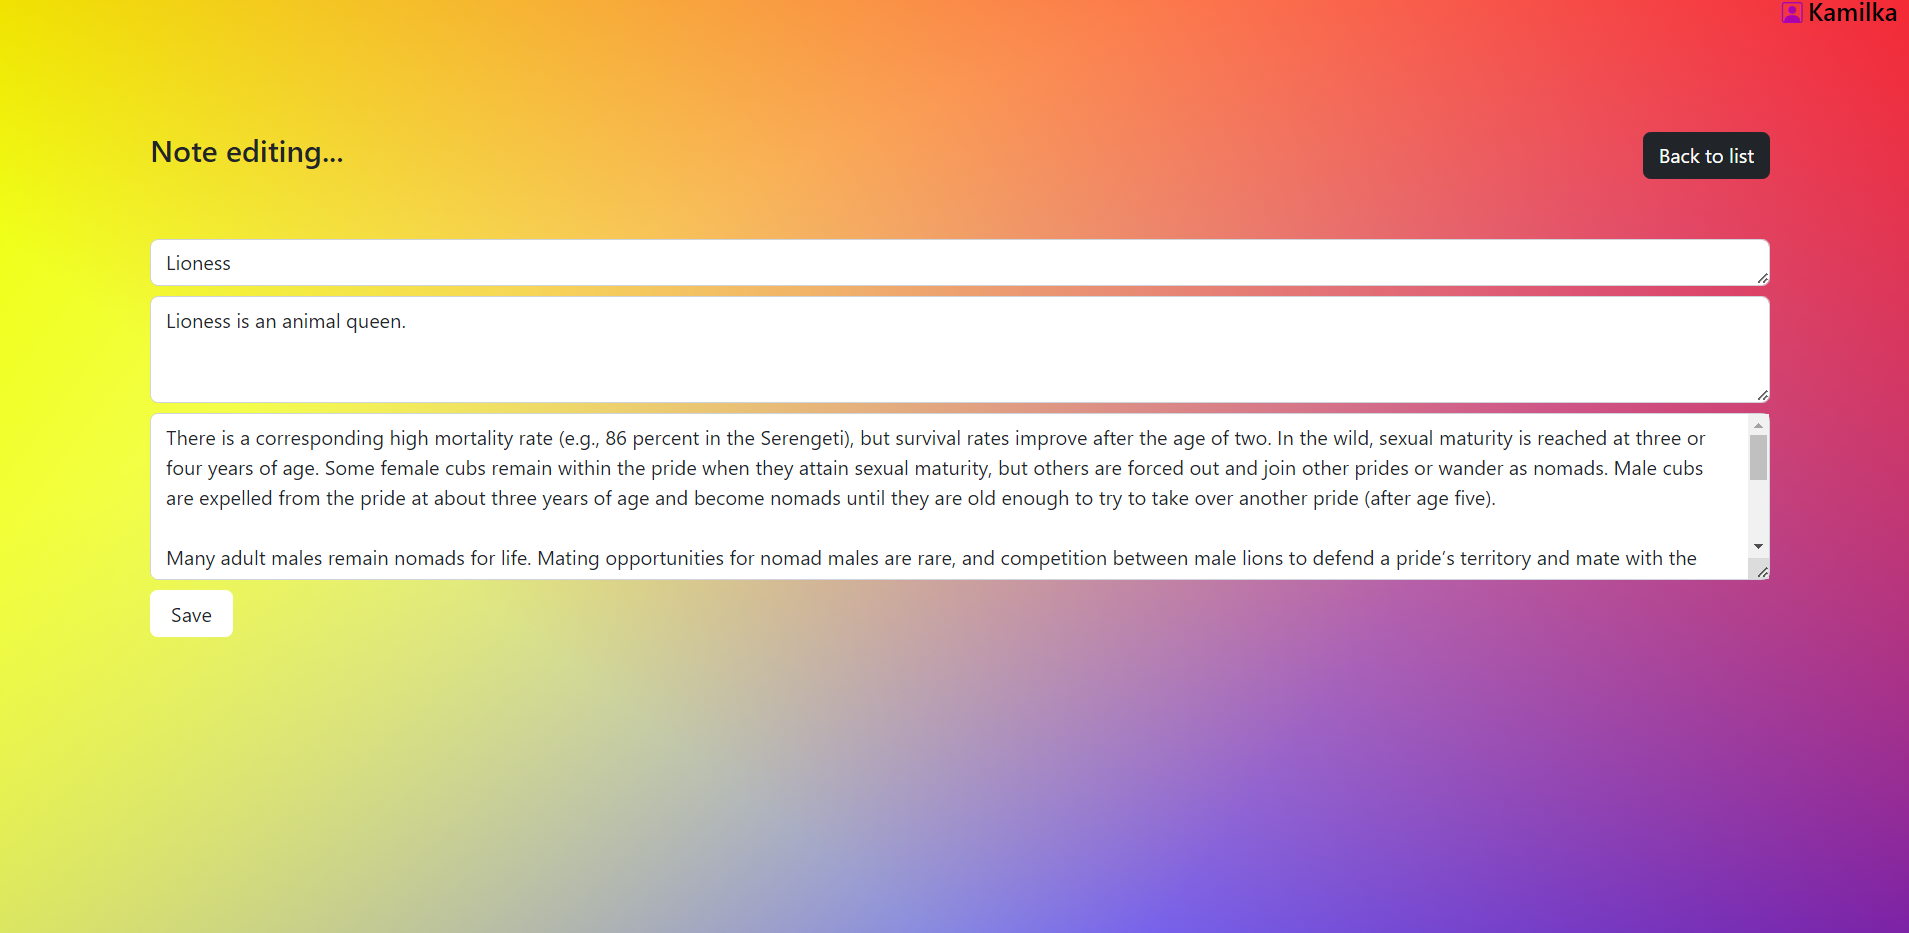 Kamilka
Note editing...
Back to list
Lioness
Lioness is an animal queen.
There is a corresponding high mortality rate (e.g., 86 percent in the Serengeti), but survival rates improve after the age of two. In the wild, sexual maturity is reached at three or
four years of age. Some female cubs remain within the pride when they attain sexual maturity, but others are forced out and join other prides or wander as nomads. Male cubs
are expelled from the pride at about three years of age and become nomads until they are old enough to try to take over another pride (after age five).
Many adult males remain nomads for life. Mating opportunities for nomad males are rare, and competition between male lions to defend a pride’s territory and mate with the
Save